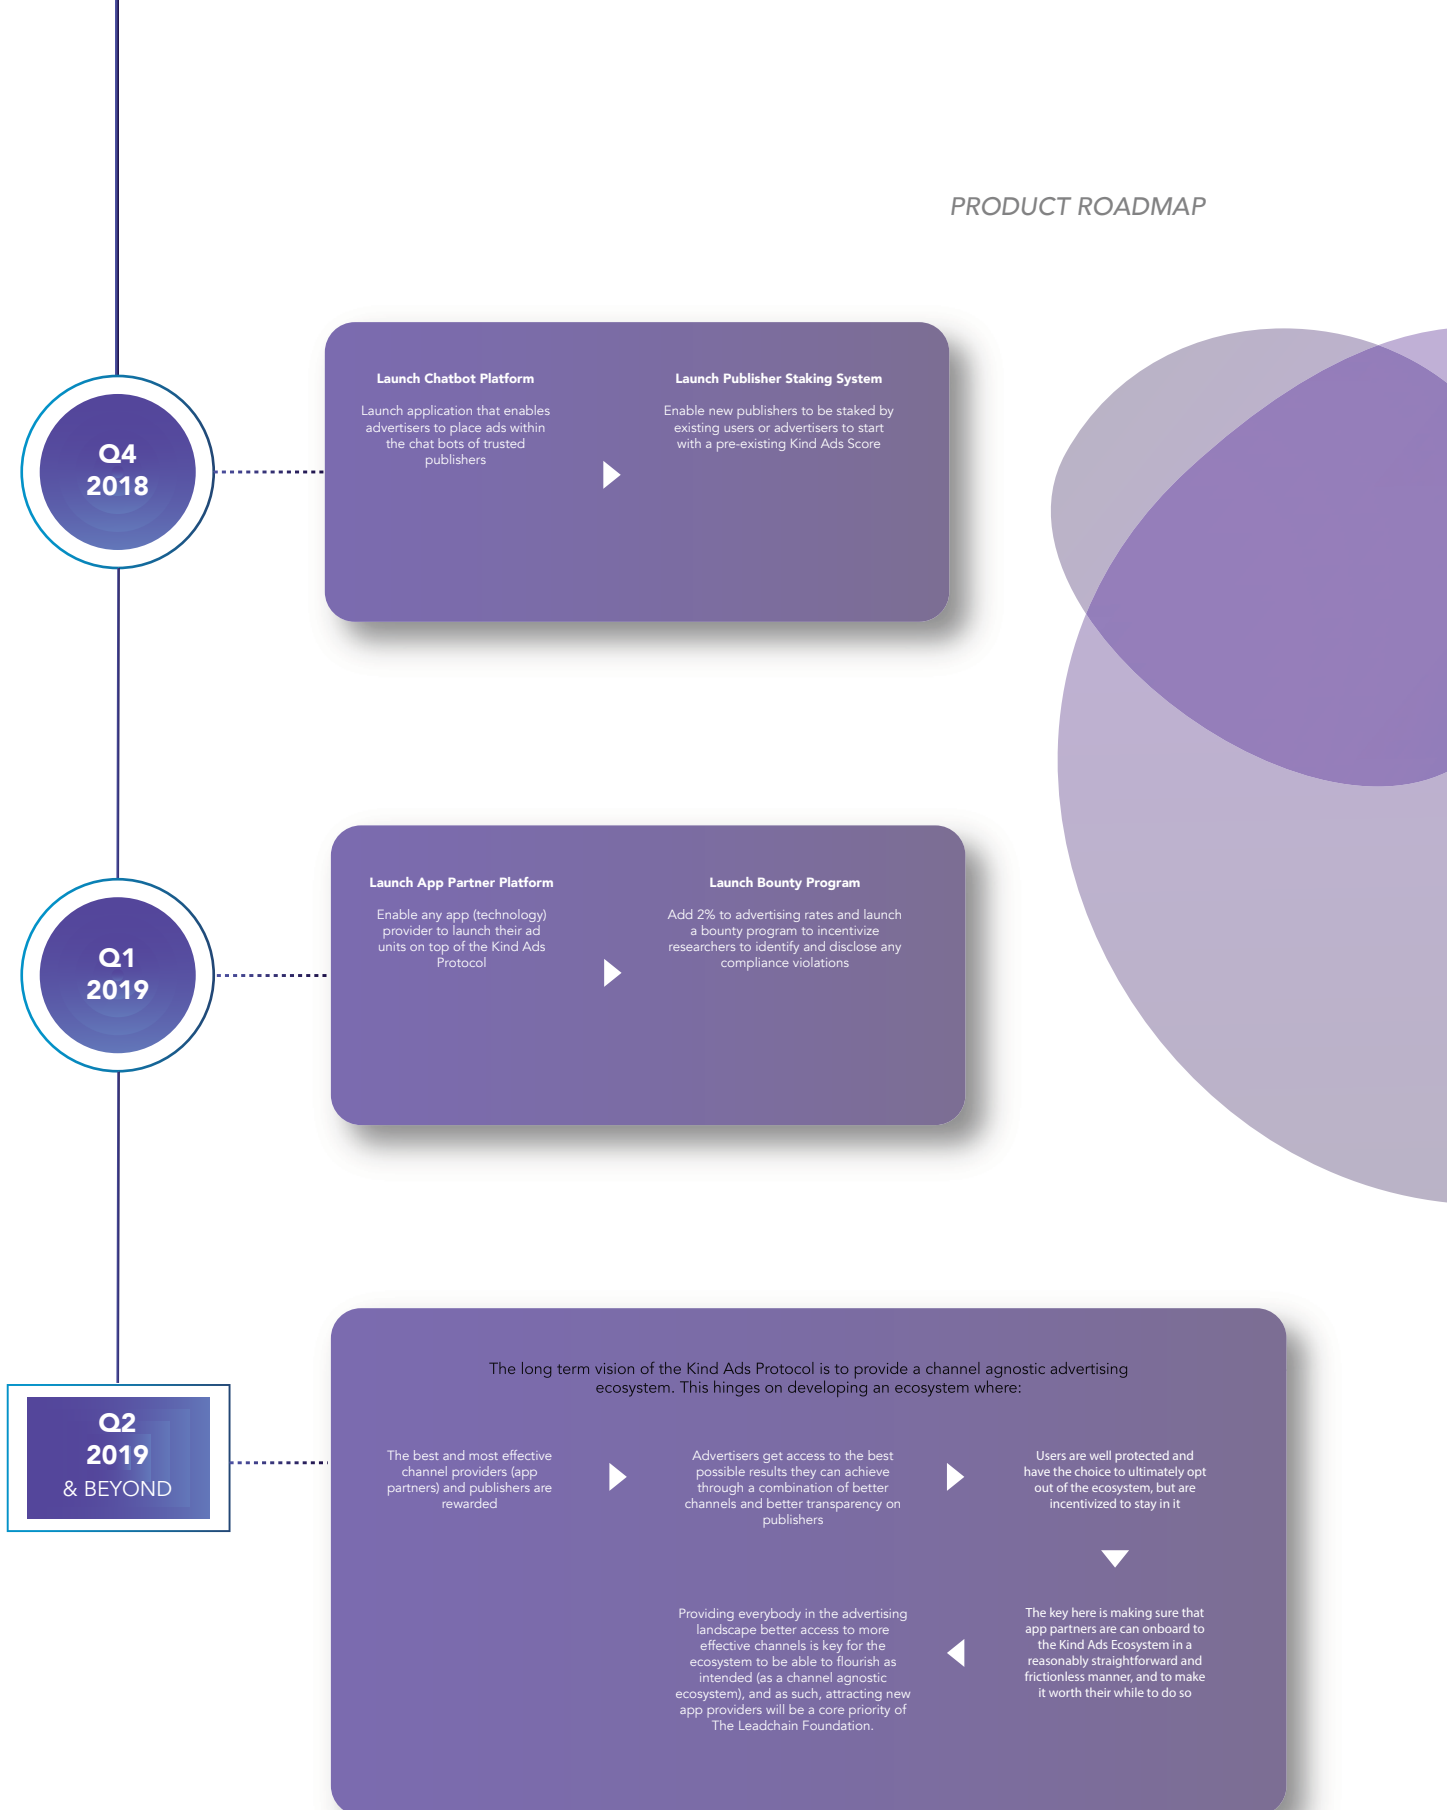 PRODUCT ROADMAP
Q4
2018
Launch Chatbot Platform
Launch application that enables
advertisers to place ads within
the chat bots of trusted
publishers
Launch Publisher Staking System
Enable new publishers to be staked by
existing users or advertisers to start
with a pre-existing Kind Ads Score
Q1
2019
Launch App Partner Platform
Enable any app (technology)
provider to launch their ad
units on top of the Kind Ads
Protocol
Launch Bounty Program
Add 2% to advertising rates and launch
a bounty program to incentivize
researchers to identify and disclose any
compliance violations
Q2
2019
& BEYOND
The long term vision of the Kind Ads Protocol is to provide a channel agnostic advertising
ecosystem. This hinges on developing an ecosystem where:
The best and most effective
channel providers (app
partners) and publishers are
rewarded
Advertisers get access to the best
possible results they can achieve
through a combination of better
channels and better transparency on
publishers
Users are well protected and
have the choice to ultimately opt
out of the ecosystem, but are
incentivized to stay in it
The key here is making sure that
app partners are can onboard to
the Kind Ads Ecosystem in a
reasonably straightforward and
frictionless manner, and to make
it worth their while to do so
Providing everybody in the advertising
landscape better access to more
effective channels is key for the
ecosystem to be able to flourish as
intended (as a channel agnostic
ecosystem), and as such, attracting new
app providers will be a core priority of
The Leadchain Foundation.